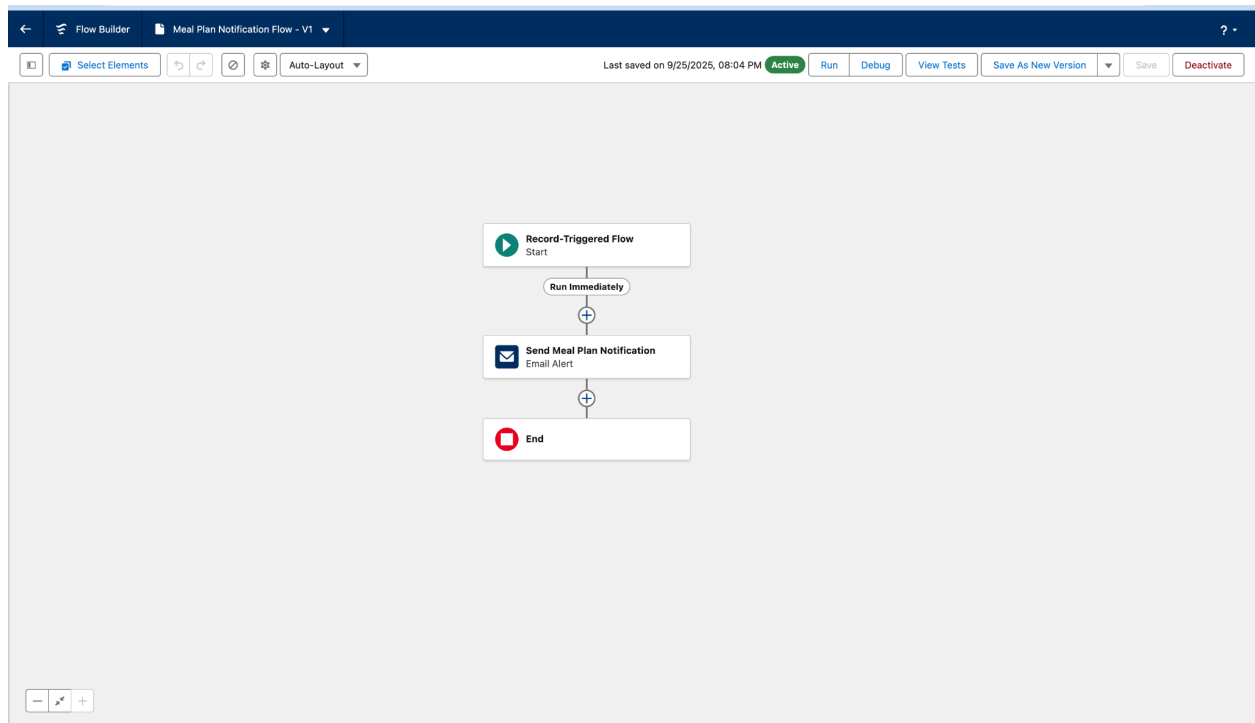 Flow Builder
Meal Plan Notification Flow - V1
?
Select Elements
Auto-Layout
Last saved on 9/25/2025, 08:04 PM
Active
Run
Debug
View Tests
Save As New Version
Save
Deactivate
Record-Triggered Flow
Start
Run Immediately
Send Meal Plan Notification
Email Alert
End